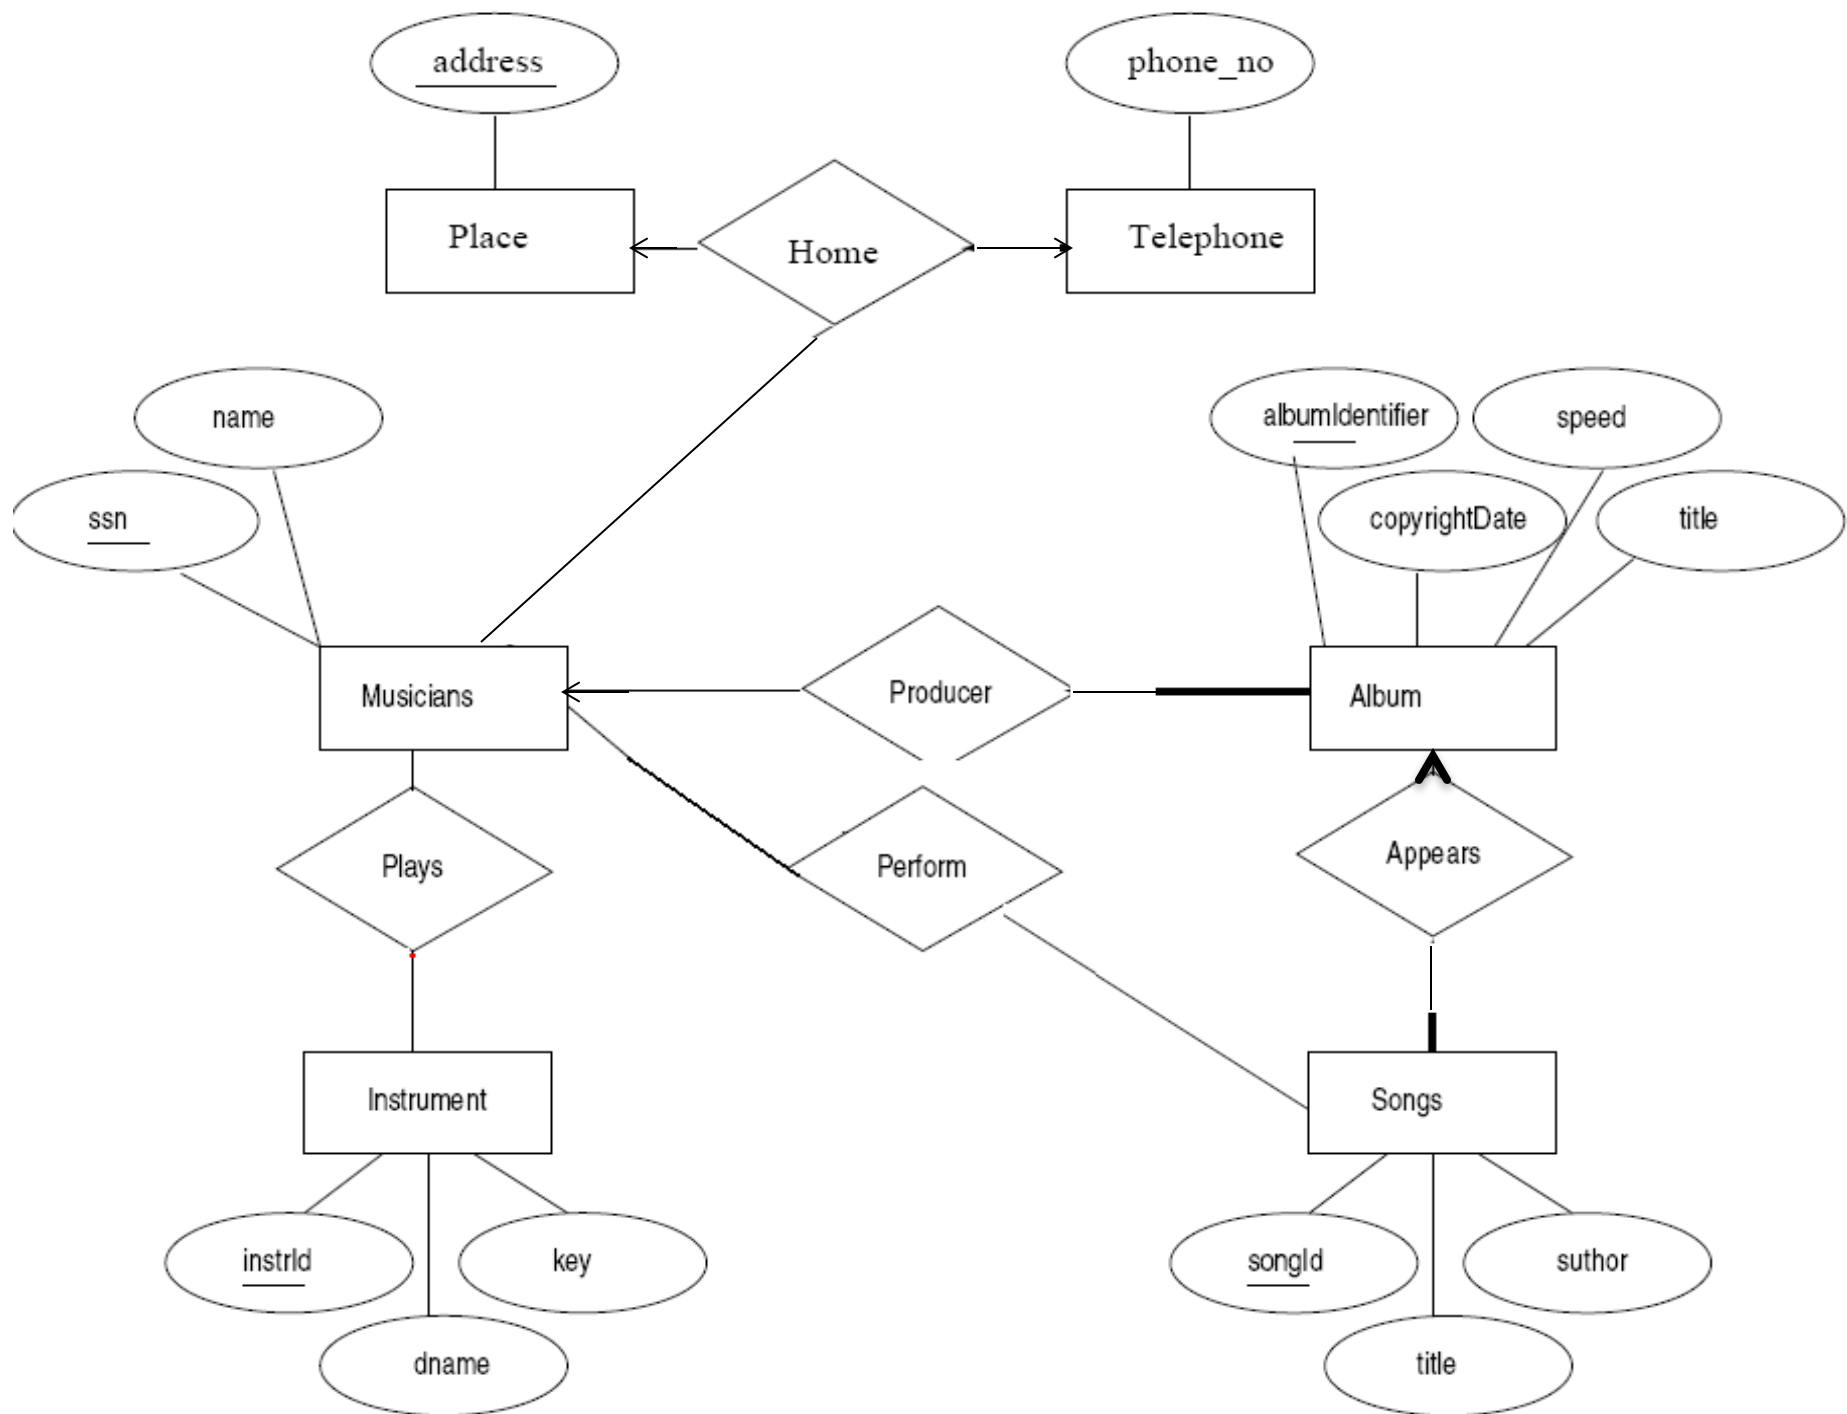 address
phone_no
Place
Home
Telephone
name
albumIdentifier
speed
ssn
copyrightDate
title
Musicians
Producer
Album
Plays
Perform
Appears
Instrument
Songs
instrId
key
songId
suthor
dname
title